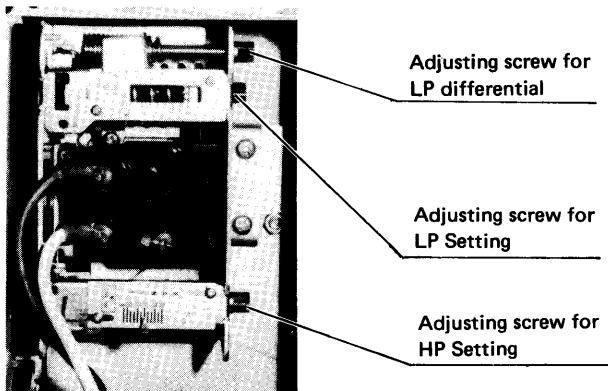 Adjusting screw for
LP differential
Adjusting screw for
LP Setting
Adjusting screw for
HP Setting